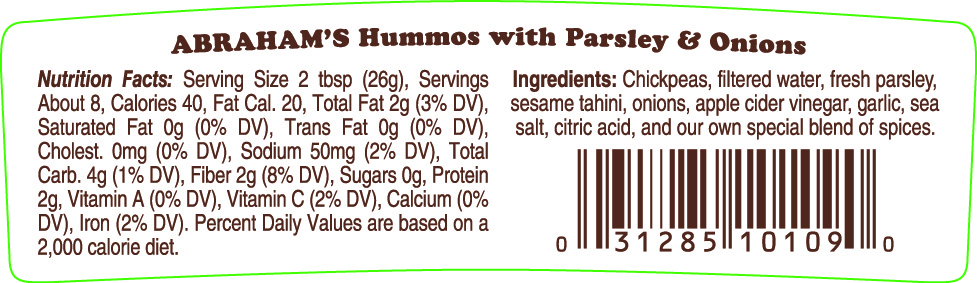 ABRAHAM'S Hummos with Parsley & Onions
Nutrition Facts: Serving Size 2 tbsp (26g), Servings
About 8, Calories 40, Fat Cal. 20, Total Fat 2g (3% DV),
Saturated Fat 0g (0% DV), Trans Fat 0g (0% DV),
Cholest. 0mg (0% DV), Sodium 50mg (2% DV), Total
Carb. 4g (1% DV), Fiber 2g (8% DV), Sugars 0g, Protein
2g, Vitamin A (0% DV), Vitamin C (2% DV), Calcium (0%
DV), Iron (2% DV). Percent Daily Values are based on a
2,000 calorie diet.
Ingredients: Chickpeas, filtered water, fresh parsley,
sesame tahini, onions, apple cider vinegar, garlic, sea
salt, citric acid, and our own special blend of spices.
0 31285 10109 0